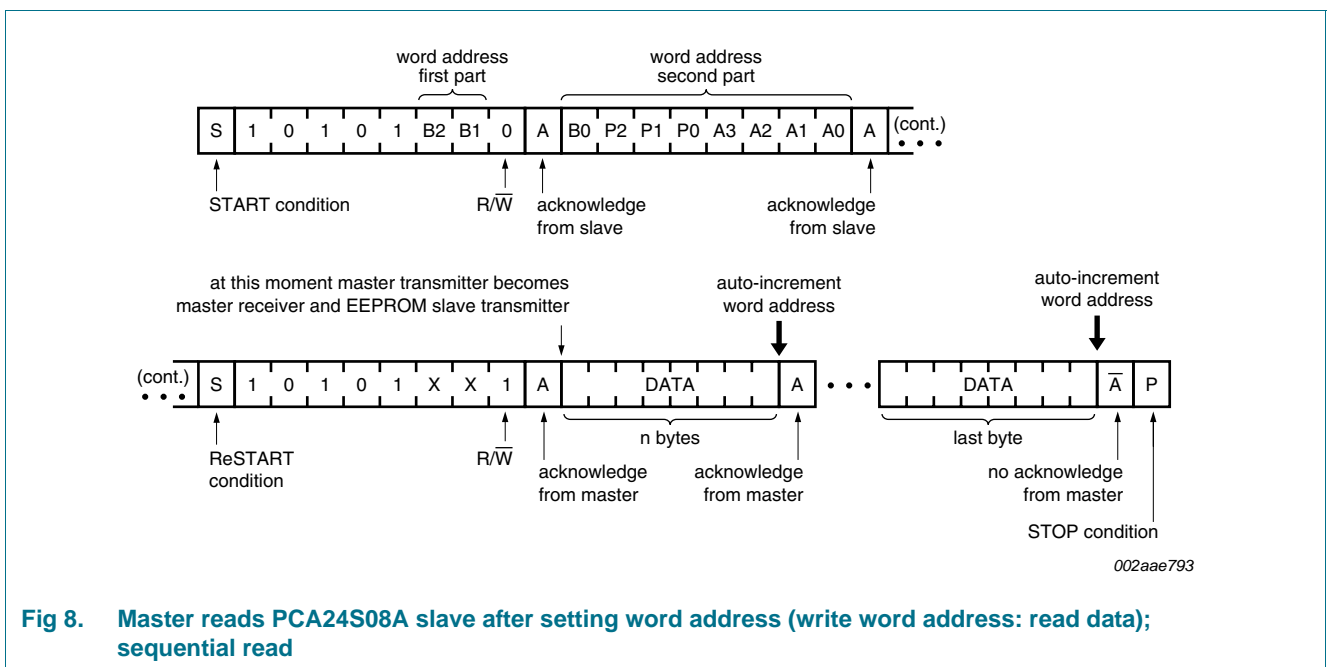 word address
first part
word address
second part
S 1 0 1 0 1 B2 B1 0 A B0 P2 P1 P0 A3 A2 A1 A0 A (cont.)
START condition
R/W̅
acknowledge
from slave
acknowledge
from slave
at this moment master transmitter becomes
master receiver and EEPROM slave transmitter
auto-increment
word address
auto-increment
word address
(cont.) S 1 0 1 0 1 X X 1 A DATA A DATA A̅ P
n bytes
last byte
ReSTART
condition
R/W̅
acknowledge
from master
acknowledge
from master
no acknowledge
from master
STOP condition
002aae793
Fig 8. Master reads PCA24S08A slave after setting word address (write word address: read data);
sequential read